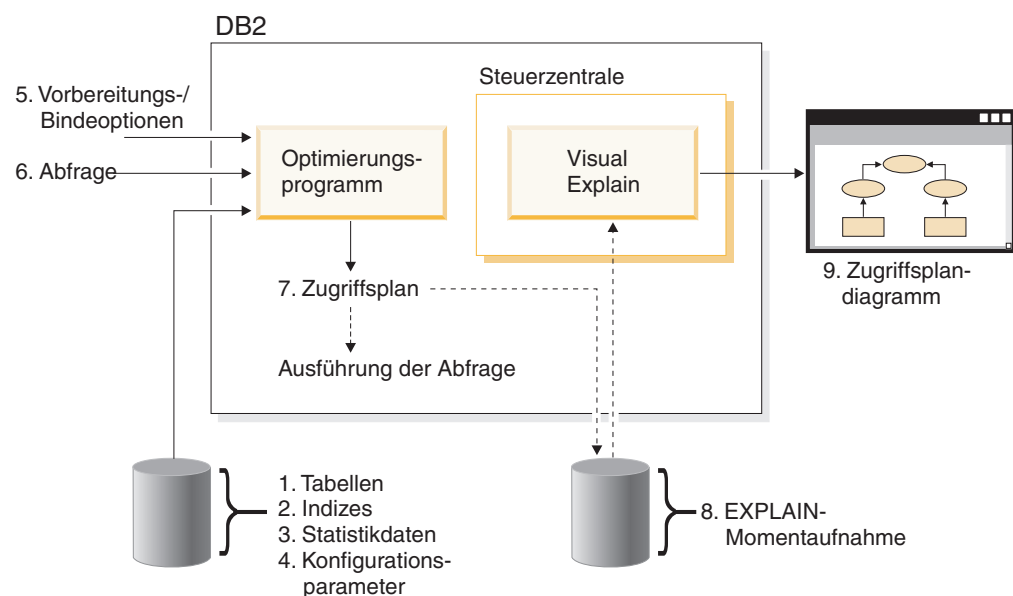 DB2
Steuerzentrale
5. Vorbereitungs-/
Bindeoptionen
6. Abfrage
Optimierungs-
programm
Visual
Explain
7. Zugriffsplan
Ausführung der Abfrage
9. Zugriffsplan-
diagramm
1. Tabellen
2. Indizes
3. Statistikdaten
4. Konfigurations-
parameter
8. EXPLAIN-
Momentaufnahme